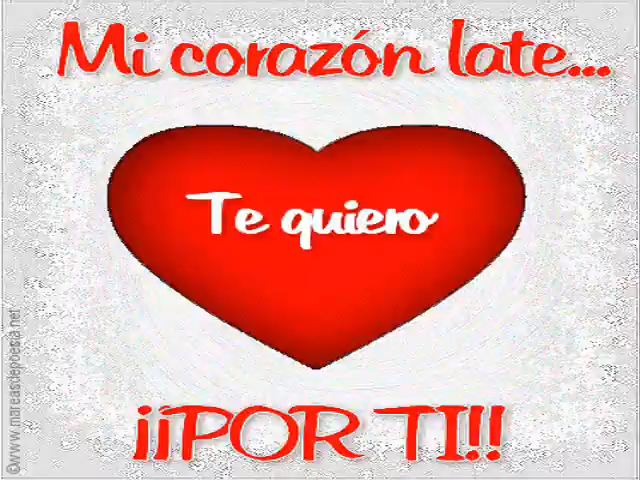 Mi corazón late...
Te quiero
¡¡POR TI!!
©www.mareasdepoesia.net